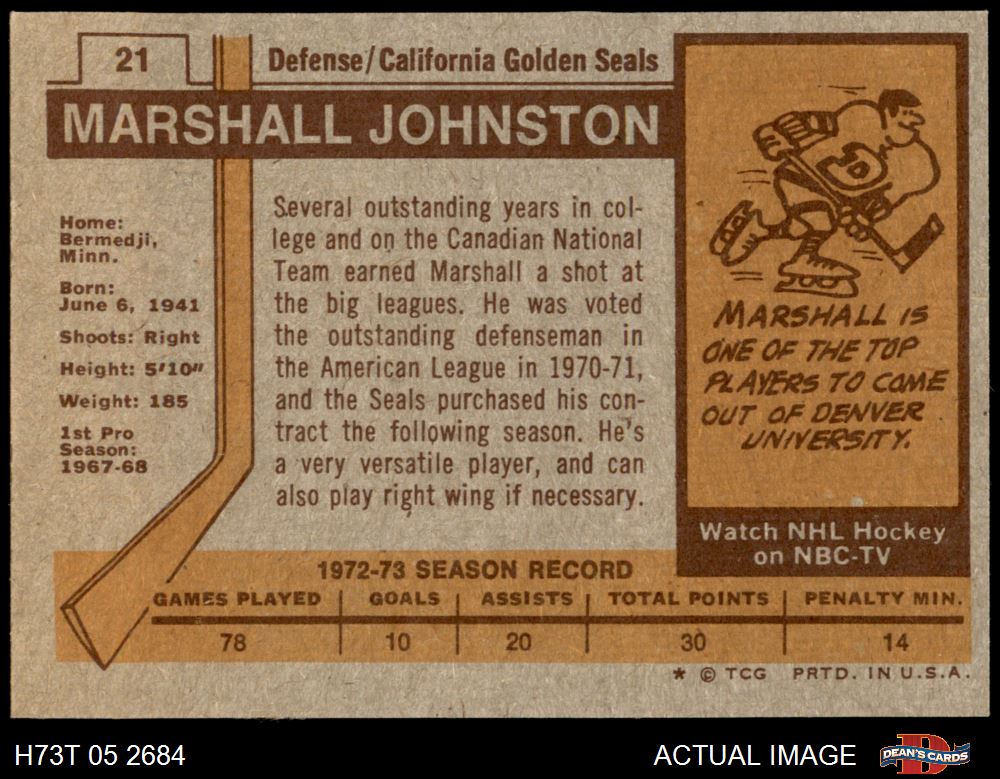 21
Defense/California Golden Seals
MARSHALL JOHNSTON
Home:
Bermedji,
Minn.
Born:
June 6, 1941
Shoots: Right
Height: 5'10"
Weight: 185
1st Pro
Season:
1967-68
Several outstanding years in col-
lege and on the Canadian National
Team earned Marshall a shot at
the big leagues. He was voted
the outstanding defenseman in
the American League in 1970-71,
and the Seals purchased his con-
tract the following season. He's
a very versatile player, and can
also play right wing if necessary.
MARSHALL IS
ONE OF THE TOP
PLAYERS TO COME
OUT OF DENVER
UNIVERSITY.
Watch NHL Hockey
on NBC-TV
1972-73 SEASON RECORD
GAMES PLAYED GOALS ASSISTS TOTAL POINTS PENALTY MIN.
78 10 20 30 14
* © TCG PRTD. IN U.S.A.
H73T 05 2684 ACTUAL IMAGE DEAN'S CARDS